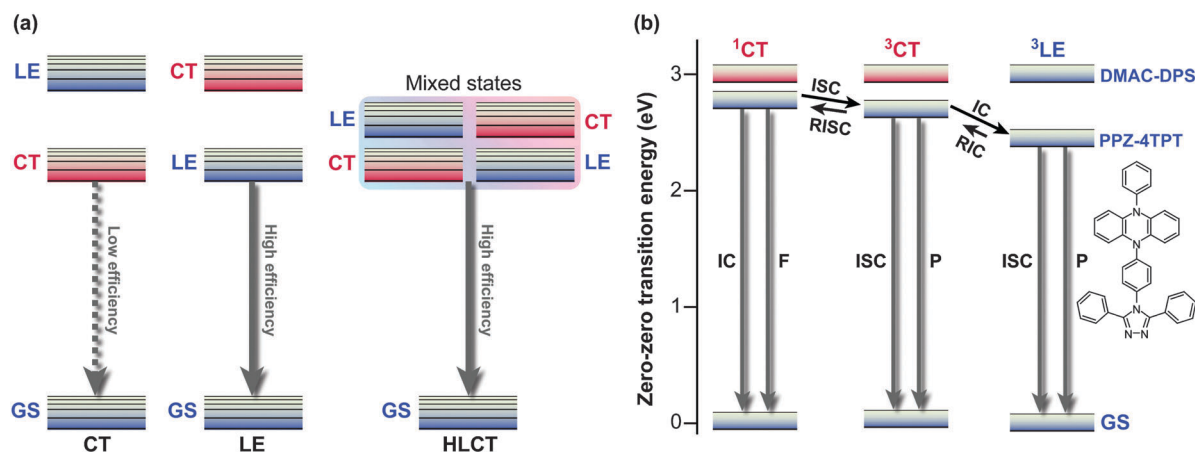 (a)
LE
CT
Mixed states
LE
CT
CT
LE
CT
LE
Low efficiency
High efficiency
High efficiency
GS
GS
GS
CT
LE
HLCT
(b)
¹CT
³CT
³LE
Zero-zero transition energy (eV)
3
2
1
0
ISC
RISC
IC
RIC
DMAC-DPS
PPZ-4TPT
IC
F
ISC
P
ISC
P
N
N
N
N–N
GS